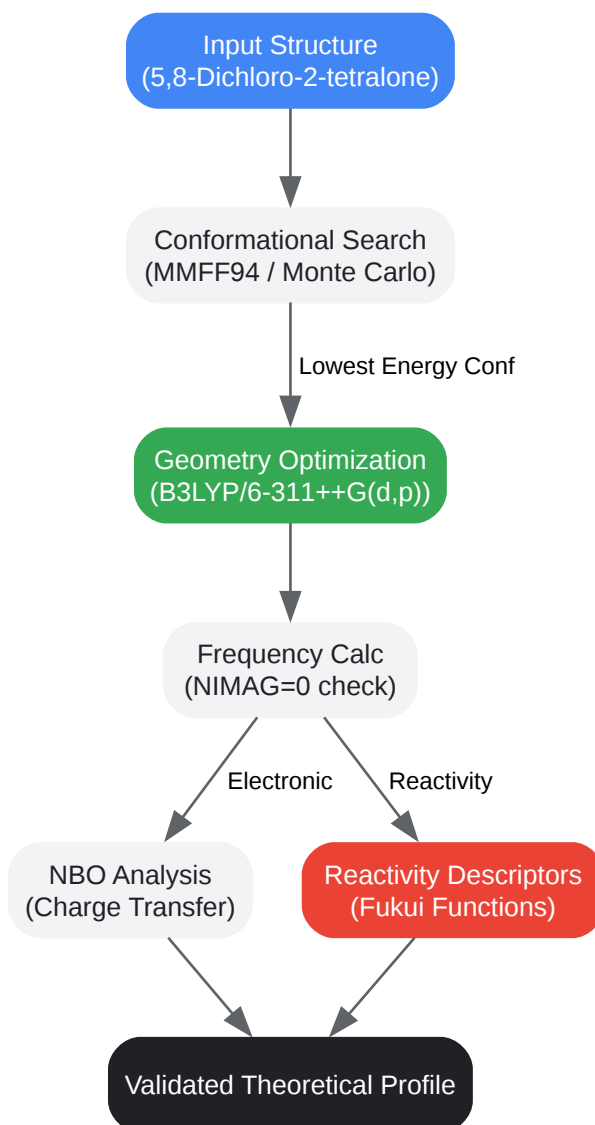 Input Structure
(5,8-Dichloro-2-tetralone)
Conformational Search
(MMFF94 / Monte Carlo)
Lowest Energy Conf
Geometry Optimization
(B3LYP/6-311++G(d,p))
Frequency Calc
(NIMAG=0 check)
Electronic
Reactivity
NBO Analysis
(Charge Transfer)
Reactivity Descriptors
(Fukui Functions)
Validated Theoretical Profile